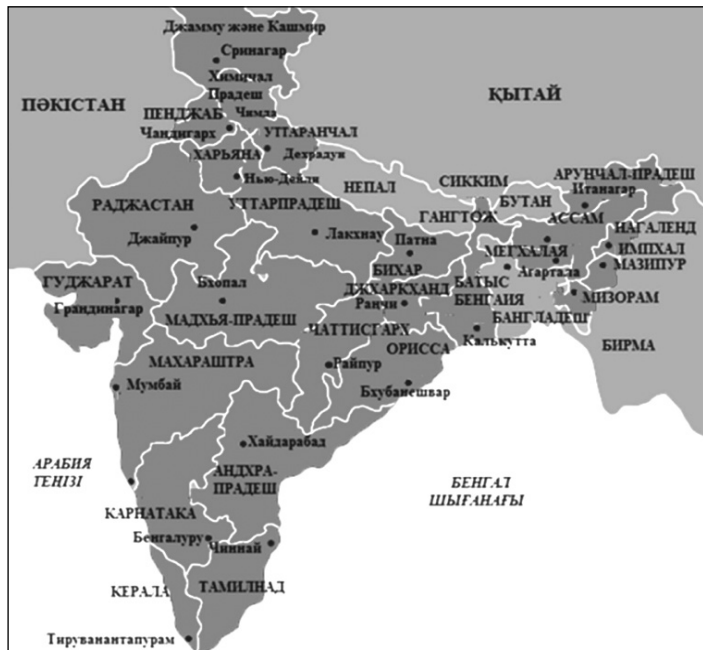 Джамму және Кашмир
Сринагар
Химичал
Прадеш
ПӘКІСТАН
ҚЫТАЙ
ПЕНДЖАБ
Чимла
Чандигарх
УТТАРАНЧАЛ
ХАРЬЯНА
Дехрадун
Нью-Дейли
НЕПАЛ
СИККИМ
АРУНЧАЛ-ПРАДЕШ
Итанагар
БУТАН
РАДЖАСТАН
УТТАРПРАДЕШ
ГАНГТОЖ
АССАМ
НАГАЛЕНД
Джайпур
Лакхнау
Патна
МЕГХАЛАЯ
ИМПХАЛ
Агартала
МАЗИПУР
БИХАР
ГУДЖАРАТ
Бхопал
ДЖХАРКХАНД
БАТЫС
БЕНГАИЯ
Ранчи
МИЗОРАМ
Грандинагар
МАДХЬЯ-ПРАДЕШ
ЧАТТИСГАРХ
БАНГЛАДЕШ
Калькутта
ОРИССА
БИРМА
МАХАРАШТРА
Райпур
Мумбай
Бхубанешвар
Хайдарабад
АРАБИЯ
ТЕҢІЗІ
АНДХРА-
ПРАДЕШ
БЕНГАЛ
ШЫҒАНАҒЫ
КАРНАТАКА
Бенгалуру
Чиннай
КЕРАЛА
ТАМИЛНАД
Тируванантапурам